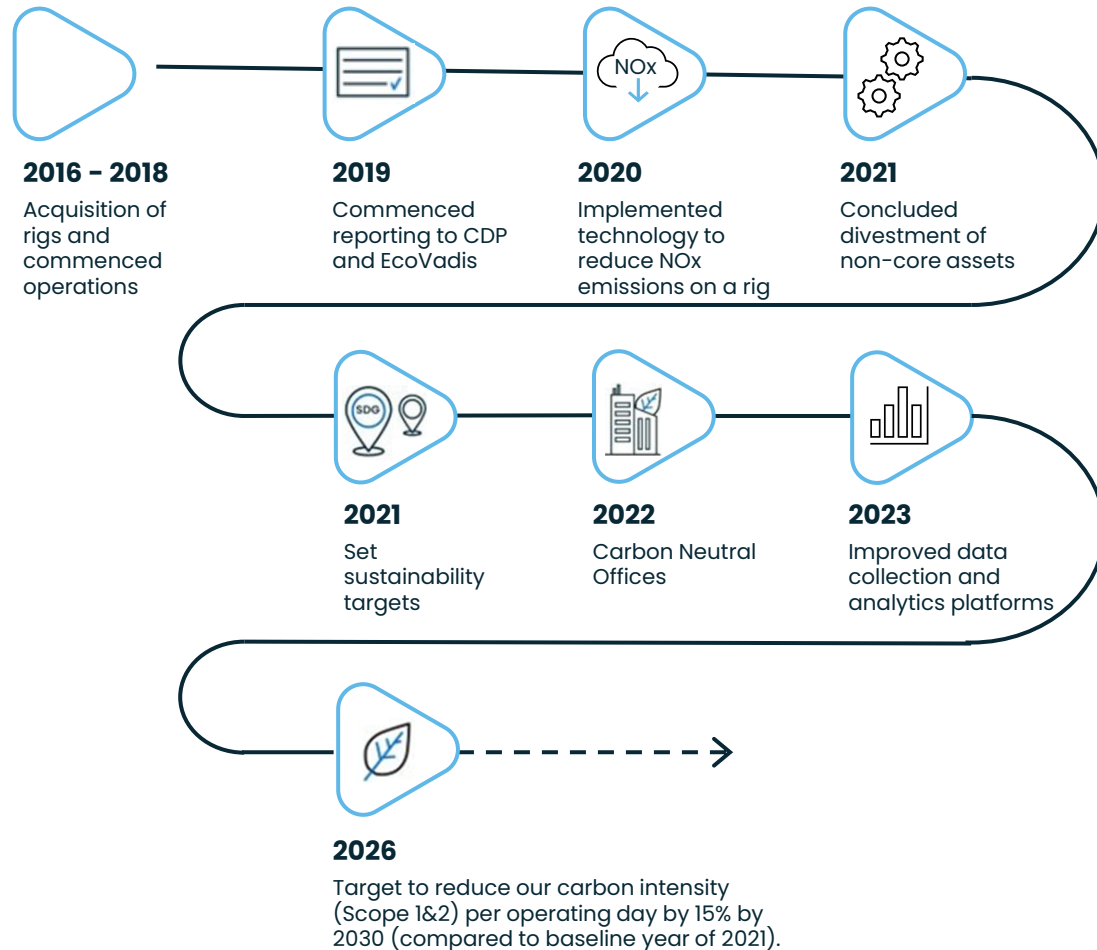 NOx
2016 - 2018
Acquisition of
rigs and
commenced
operations
2019
Commenced
reporting to CDP
and EcoVadis
2020
Implemented
technology to
reduce NOx
emissions on a rig
2021
Concluded
divestment of
non-core assets
SDG
2021
Set
sustainability
targets
2022
Carbon Neutral
Offices
2023
Improved data
collection and
analytics platforms
2026
Target to reduce our carbon intensity
(Scope 1&2) per operating day by 15% by
2030 (compared to baseline year of 2021).